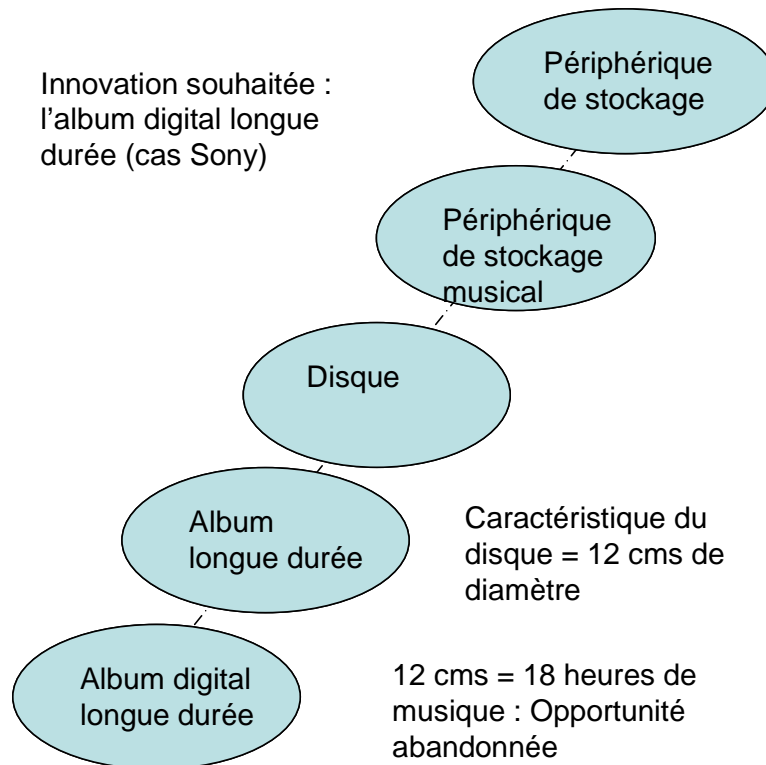 Innovation souhaitée :
l’album digital longue
durée (cas Sony)
Périphérique
de stockage
Périphérique
de stockage
musical
Disque
Album
longue durée
Caractéristique du
disque = 12 cms de
diamètre
Album digital
longue durée
12 cms = 18 heures de
musique : Opportunité
abandonnée